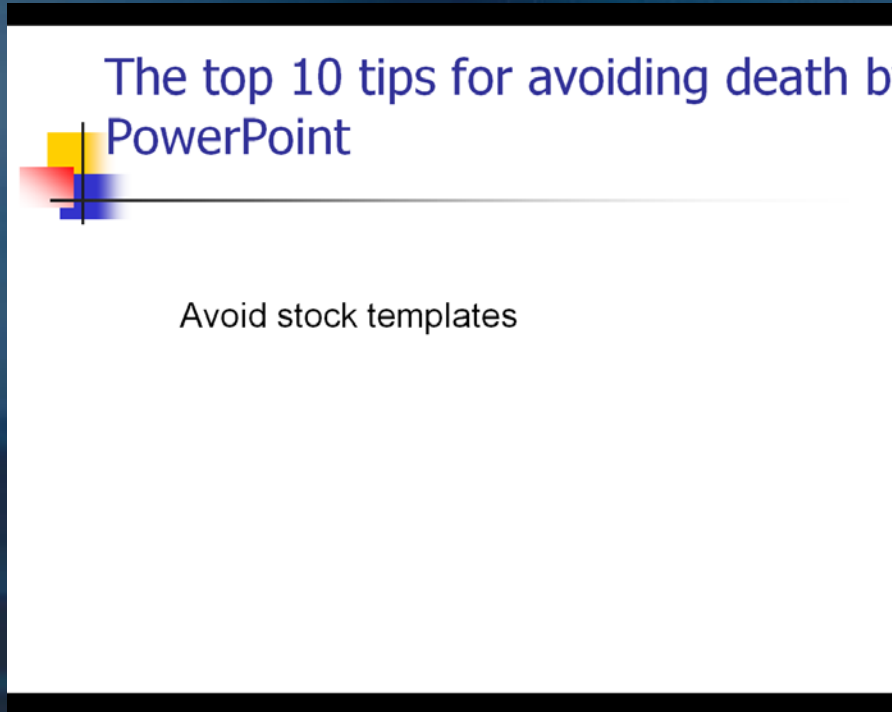 The top 10 tips for avoiding death b
PowerPoint
Avoid stock templates